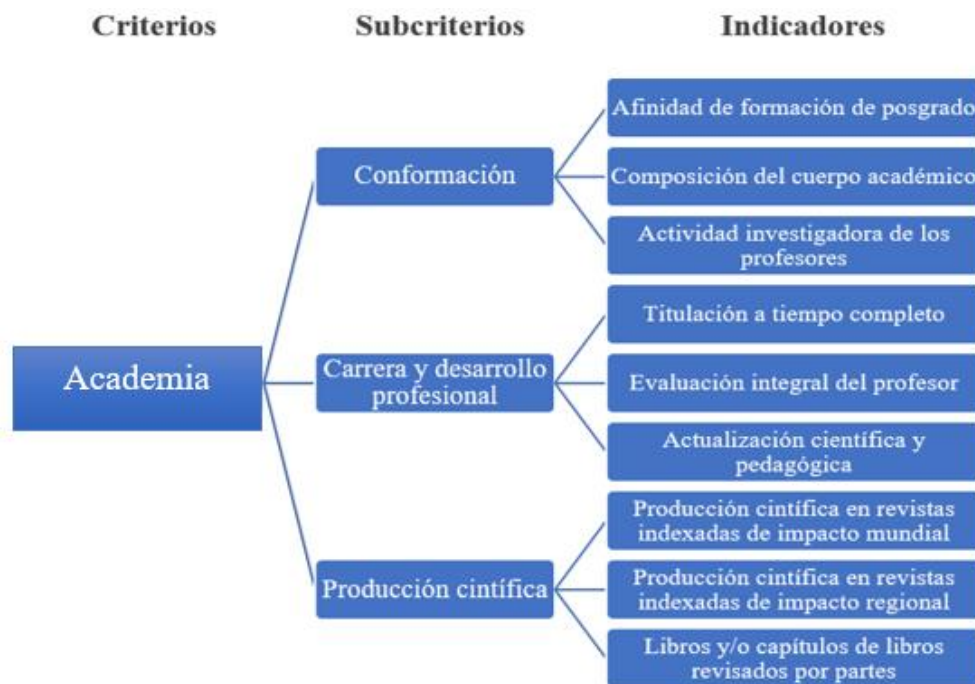 Criterios
Subcriterios
Indicadores
Academia
Conformación
Afinidad de formación de posgrado
Composición del cuerpo académico
Actividad investigadora de los
profesores
Carrera y desarrollo
profesional
Titulación a tiempo completo
Evaluación integral del profesor
Actualización científica y
pedagógica
Producción cintífica
Producción cintífica en revistas
indexadas de impacto mundial
Producción cintífica en revistas
indexadas de impacto regional
Libros y/o capítulos de libros
revisados por partes